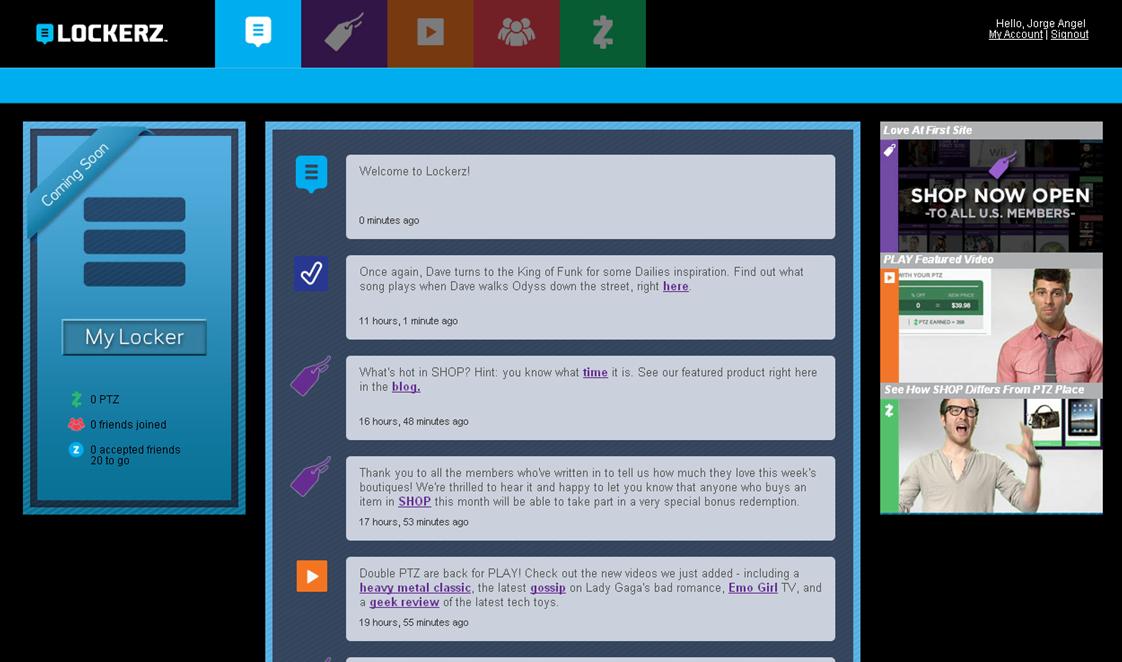 LOCKERZ
Hello, Jorge Angel
My Account | Signout
Coming Soon
My Locker
0 PTZ
0 friends joined
0 accepted friends
20 to go
Welcome to Lockerz!
0 minutes ago
Once again, Dave turns to the King of Funk for some Dailies inspiration. Find out what
song plays when Dave walks Odyss down the street, right here.
11 hours, 1 minute ago
What's hot in SHOP? Hint: you know what time it is. See our featured product right here
in the blog.
16 hours, 48 minutes ago
Thank you to all the members who've written in to tell us how much they love this week's
boutiques! We're thrilled to hear it and happy to let you know that anyone who buys an
item in SHOP this month will be able to take part in a very special bonus redemption.
17 hours, 53 minutes ago
Double PTZ are back for PLAY! Check out the new videos we just added - including a
heavy metal classic, the latest gossip on Lady Gaga's bad romance, Emo Girl TV, and
a geek review of the latest tech toys.
19 hours, 55 minutes ago
Love At First Site
SHOP NOW OPEN
-TO ALL U.S. MEMBERS-
PLAY Featured Video
WITH YOUR PTZ
% OFF NEW PRICE
0 = $39.98
PTZ EARNED =
See How SHOP Differs From PTZ Place